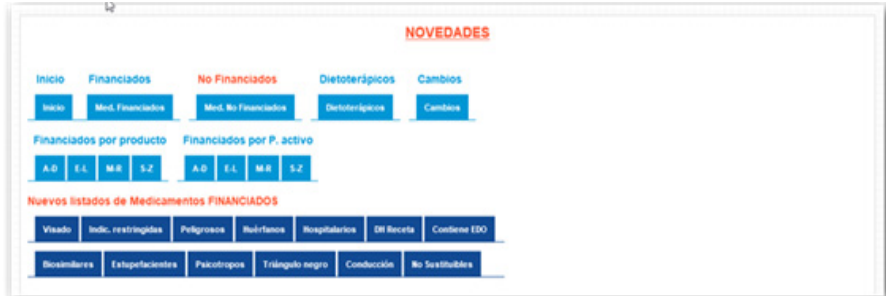 NOVEDADES
Inicio Financiados No Financiados Dietoterápicos Cambios
Inicio Med. Financiados Med. No Financiados Dietoterápicos Cambios
Financiados por producto Financiados por P. activo
A-D E-L M-R S-Z A-D E-L M-R S-Z
Nuevos listados de Medicamentos FINANCIADOS
Visado Indic. restringidas Peligrosos Huérfanos Hospitalarios DH Receta Contiene EDO
Biosimilares Estupefacientes Psicotropos Triángulo negro Conducción No Sustituibles